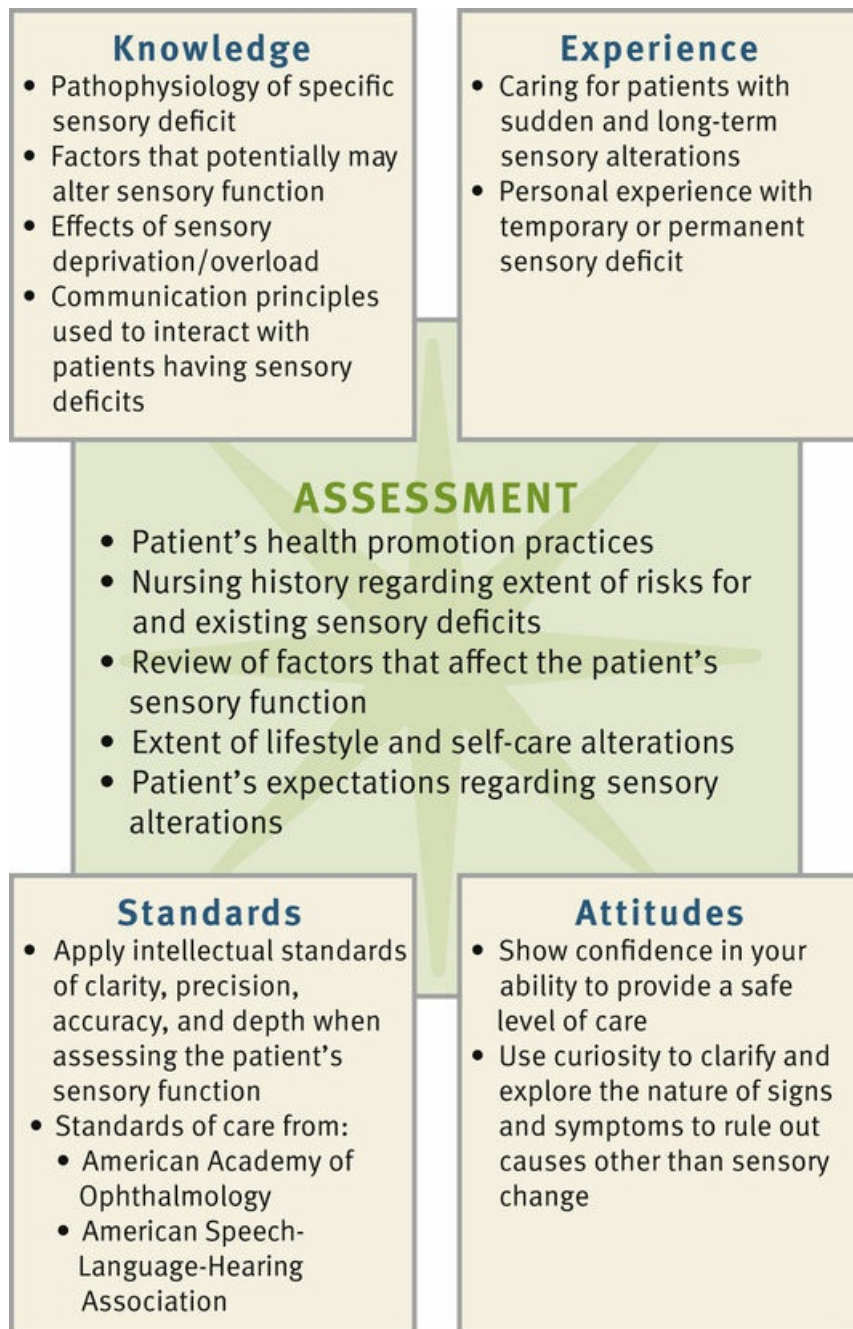 Knowledge
• Pathophysiology of specific
sensory deficit
• Factors that potentially may
alter sensory function
• Effects of sensory
deprivation/overload
• Communication principles
used to interact with
patients having sensory
deficits
Experience
• Caring for patients with
sudden and long-term
sensory alterations
• Personal experience with
temporary or permanent
sensory deficit
ASSESSMENT
• Patient’s health promotion practices
• Nursing history regarding extent of risks for
and existing sensory deficits
• Review of factors that affect the patient’s
sensory function
• Extent of lifestyle and self-care alterations
• Patient’s expectations regarding sensory
alterations
Standards
• Apply intellectual standards
of clarity, precision,
accuracy, and depth when
assessing the patient’s
sensory function
• Standards of care from:
• American Academy of
Ophthalmology
• American Speech-
Language-Hearing
Association
Attitudes
• Show confidence in your
ability to provide a safe
level of care
• Use curiosity to clarify and
explore the nature of signs
and symptoms to rule out
causes other than sensory
change